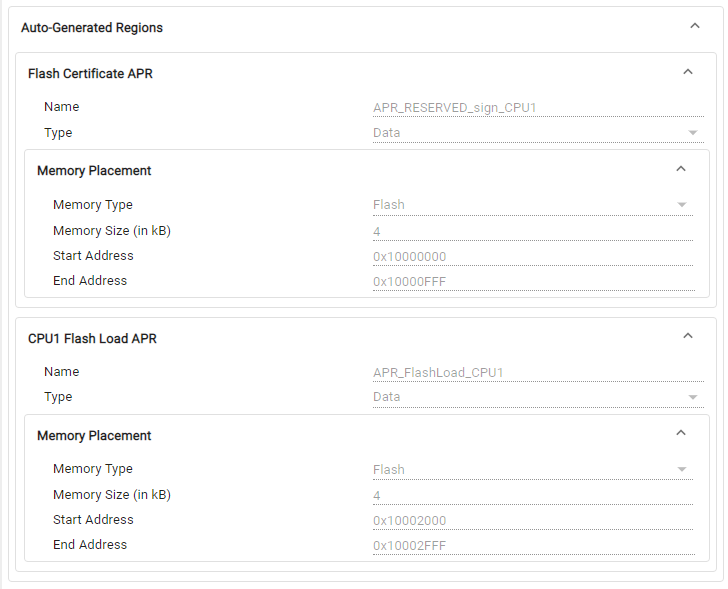 Auto-Generated Regions
Flash Certificate APR
Name APR_RESERVED_sign_CPU1
Type Data
Memory Placement
Memory Type Flash
Memory Size (in kB) 4
Start Address 0x10000000
End Address 0x10000FFF
CPU1 Flash Load APR
Name APR_FlashLoad_CPU1
Type Data
Memory Placement
Memory Type Flash
Memory Size (in kB) 4
Start Address 0x10002000
End Address 0x10002FFF